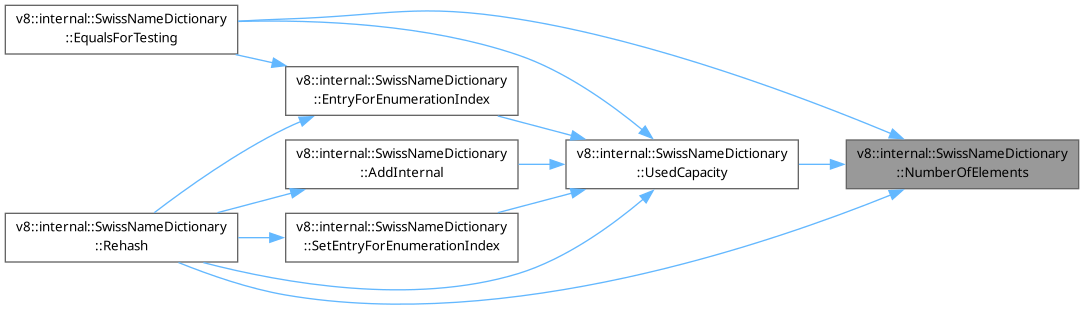 v8::internal::SwissNameDictionary
::EqualsForTesting
v8::internal::SwissNameDictionary
::EntryForEnumerationIndex
v8::internal::SwissNameDictionary
::AddInternal
v8::internal::SwissNameDictionary
::UsedCapacity
v8::internal::SwissNameDictionary
::NumberOfElements
v8::internal::SwissNameDictionary
::Rehash
v8::internal::SwissNameDictionary
::SetEntryForEnumerationIndex